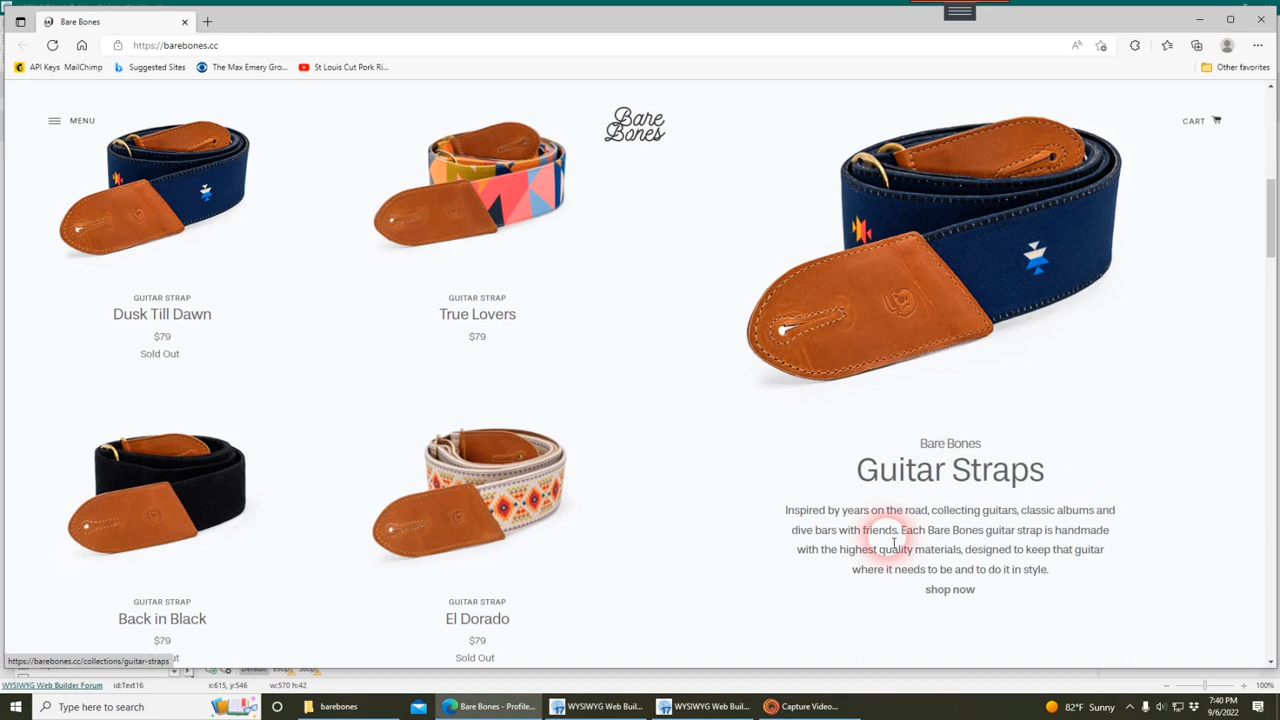 Bare Bones
https://barebones.cc
API Keys MailChimp
Suggested Sites
The Max Emery Gro...
St Louis Cut Pork Ri...
Other favorites
MENU
Bare
Bones
CART
GUITAR STRAP
Dusk Till Dawn
$79
Sold Out
GUITAR STRAP
True Lovers
$79
GUITAR STRAP
Back in Black
$79
GUITAR STRAP
El Dorado
$79
Sold Out
Bare Bones
Guitar Straps
Inspired by years on the road, collecting guitars, classic albums and
dive bars with friends. Each Bare Bones guitar strap is handmade
with the highest quality materials, designed to keep that guitar
where it needs to be and to do it in style.
shop now
https://barebones.cc/collections/guitar-straps
WYSIWYG Web Builder Forum
id:Text16
x:615, y:546
w:570 h:42
100%
Type here to search
barebones
Bare Bones - Profile...
WYSIWYG Web Buil...
WYSIWYG Web Buil...
Capture Video...
82°F Sunny
7:40 PM
9/6/2022